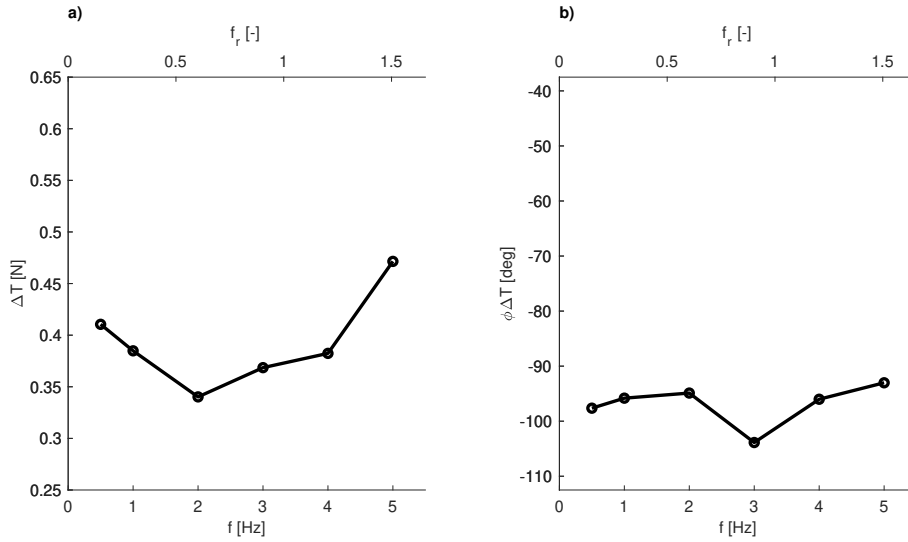 a)
f_r [-]
0 0.5 1 1.5
0.65
0.6
0.55
0.5
0.45
0.4
0.35
0.3
0.25
ΔT [N]
0 1 2 3 4 5
f [Hz]
b)
f_r [-]
0 0.5 1 1.5
-40
-50
-60
-70
-80
-90
-100
-110
ϕΔT [deg]
0 1 2 3 4 5
f [Hz]